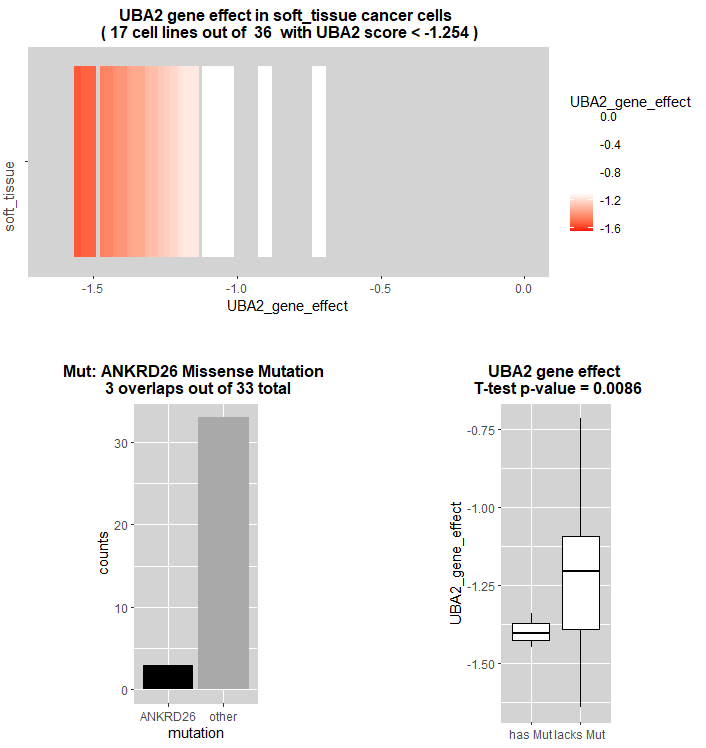 UBA2 gene effect in soft_tissue cancer cells
( 17 cell lines out of  36  with UBA2 score < -1.254 )
soft_tissue
-1.5
-1.0
-0.5
0.0
UBA2_gene_effect
UBA2_gene_effect
0.0
-0.4
-0.8
-1.2
-1.6
Mut: ANKRD26 Missense Mutation
3 overlaps out of 33 total
counts
30
20
10
0
ANKRD26
other
mutation
UBA2 gene effect
T-test p-value = 0.0086
UBA2_gene_effect
-0.75
-1.00
-1.25
-1.50
has Mut
lacks Mut